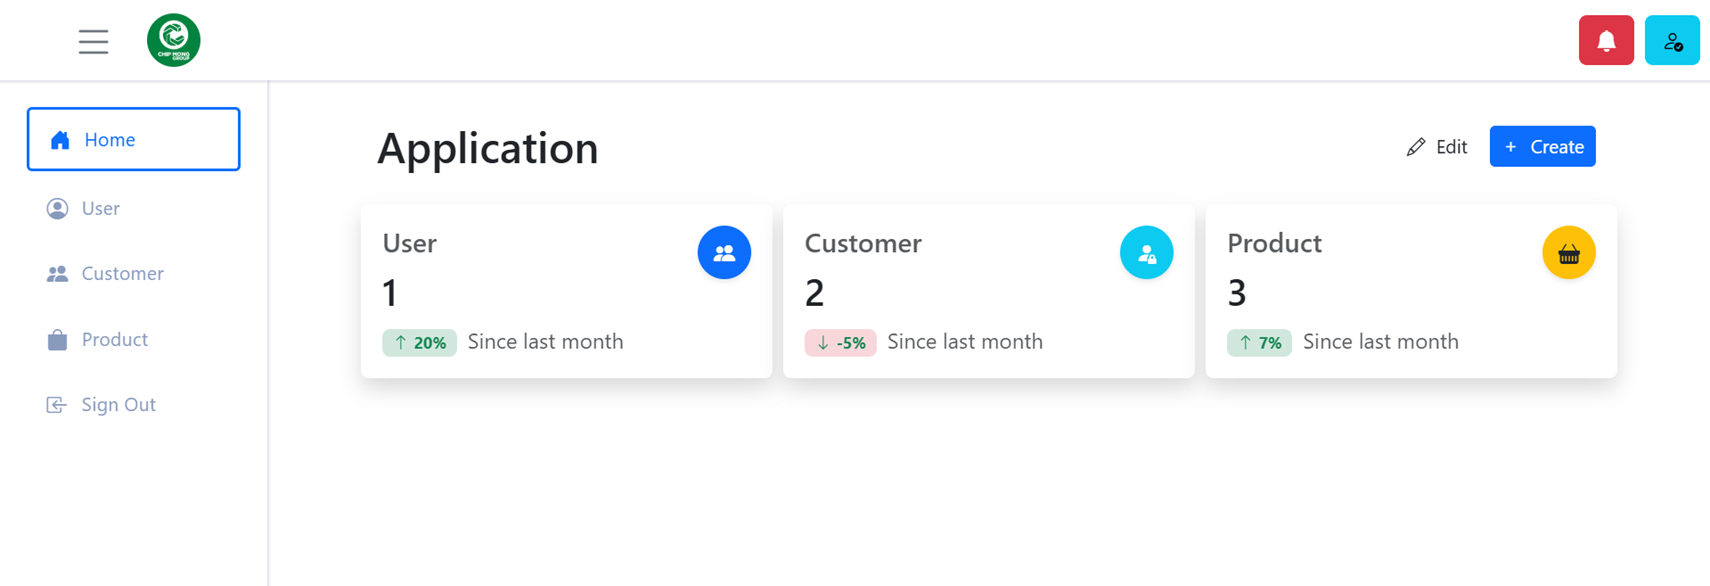 CHIP MONG
GROUP
Home
User
Customer
Product
Sign Out
Application
Edit
+ Create
User
1
↑ 20% Since last month
Customer
2
↓ -5% Since last month
Product
3
↑ 7% Since last month